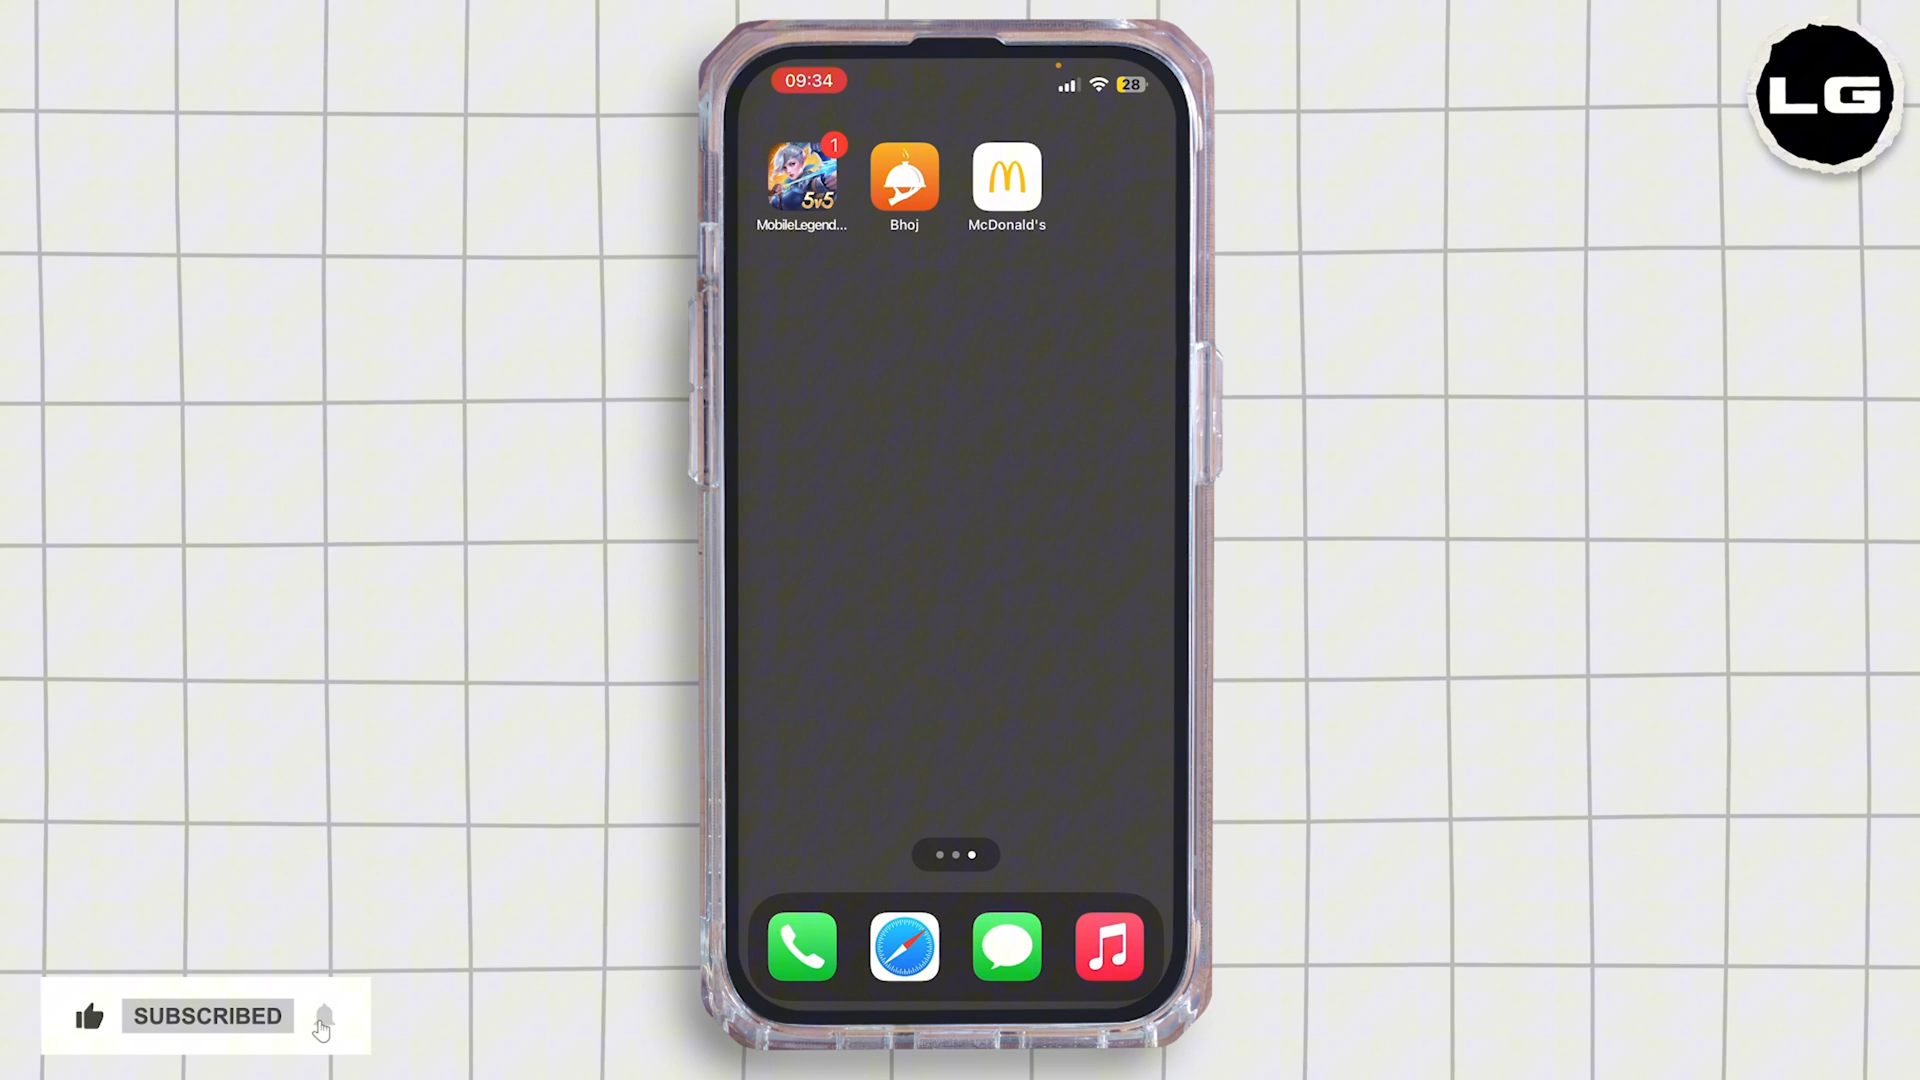 09:34
28
LG
1
5v5
MobileLegend...
Bhoj
McDonald's
SUBSCRIBED